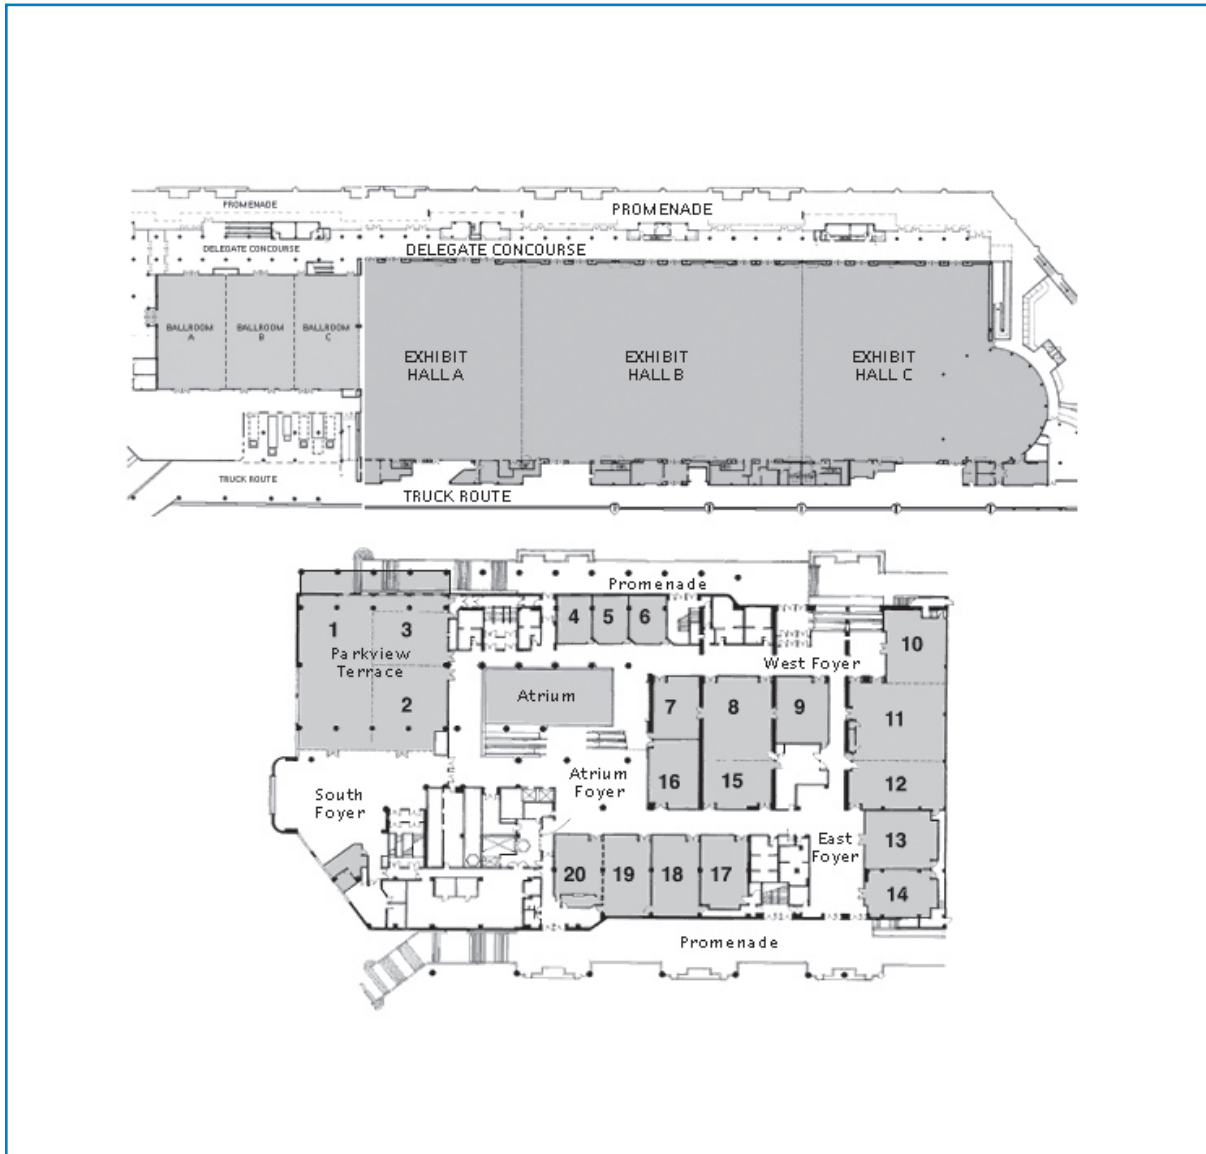 PROMENADE
PROMENADE
DELEGATE CONCOURSE
DELEGATE CONCOURSE
BALLROOM
A
BALLROOM
B
BALLROOM
C
EXHIBIT
HALL A
EXHIBIT
HALL B
EXHIBIT
HALL C
TRUCK ROUTE
TRUCK ROUTE
Promenade
1
3
Parkview
Terrace
2
4
5
6
10
West Foyer
Atrium
7
8
9
11
Atrium
Foyer
16
15
12
South
Foyer
East
Foyer
13
20
19
18
17
14
Promenade